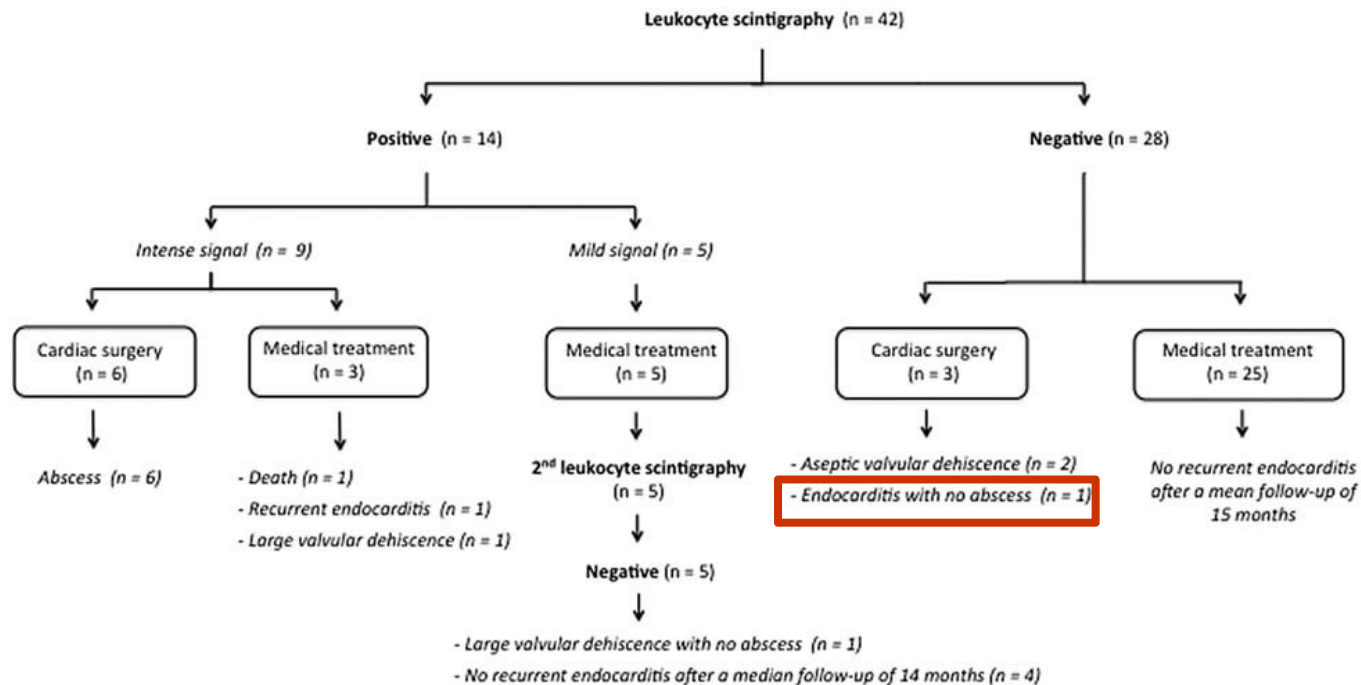 Leukocyte scintigraphy (n = 42)
Positive (n = 14)
Negative (n = 28)
Intense signal (n = 9)
Mild signal (n = 5)
Cardiac surgery
(n = 6)
Medical treatment
(n = 3)
Medical treatment
(n = 5)
Cardiac surgery
(n = 3)
Medical treatment
(n = 25)
Abscess (n = 6)
- Death (n = 1)
- Recurrent endocarditis (n = 1)
- Large valvular dehiscence (n = 1)
2nd leukocyte scintigraphy
(n = 5)
Negative (n = 5)
- Large valvular dehiscence with no abscess (n = 1)
- No recurrent endocarditis after a median follow-up of 14 months (n = 4)
- Aseptic valvular dehiscence (n = 2)
- Endocarditis with no abscess (n = 1)
No recurrent endocarditis
after a mean follow-up of
15 months